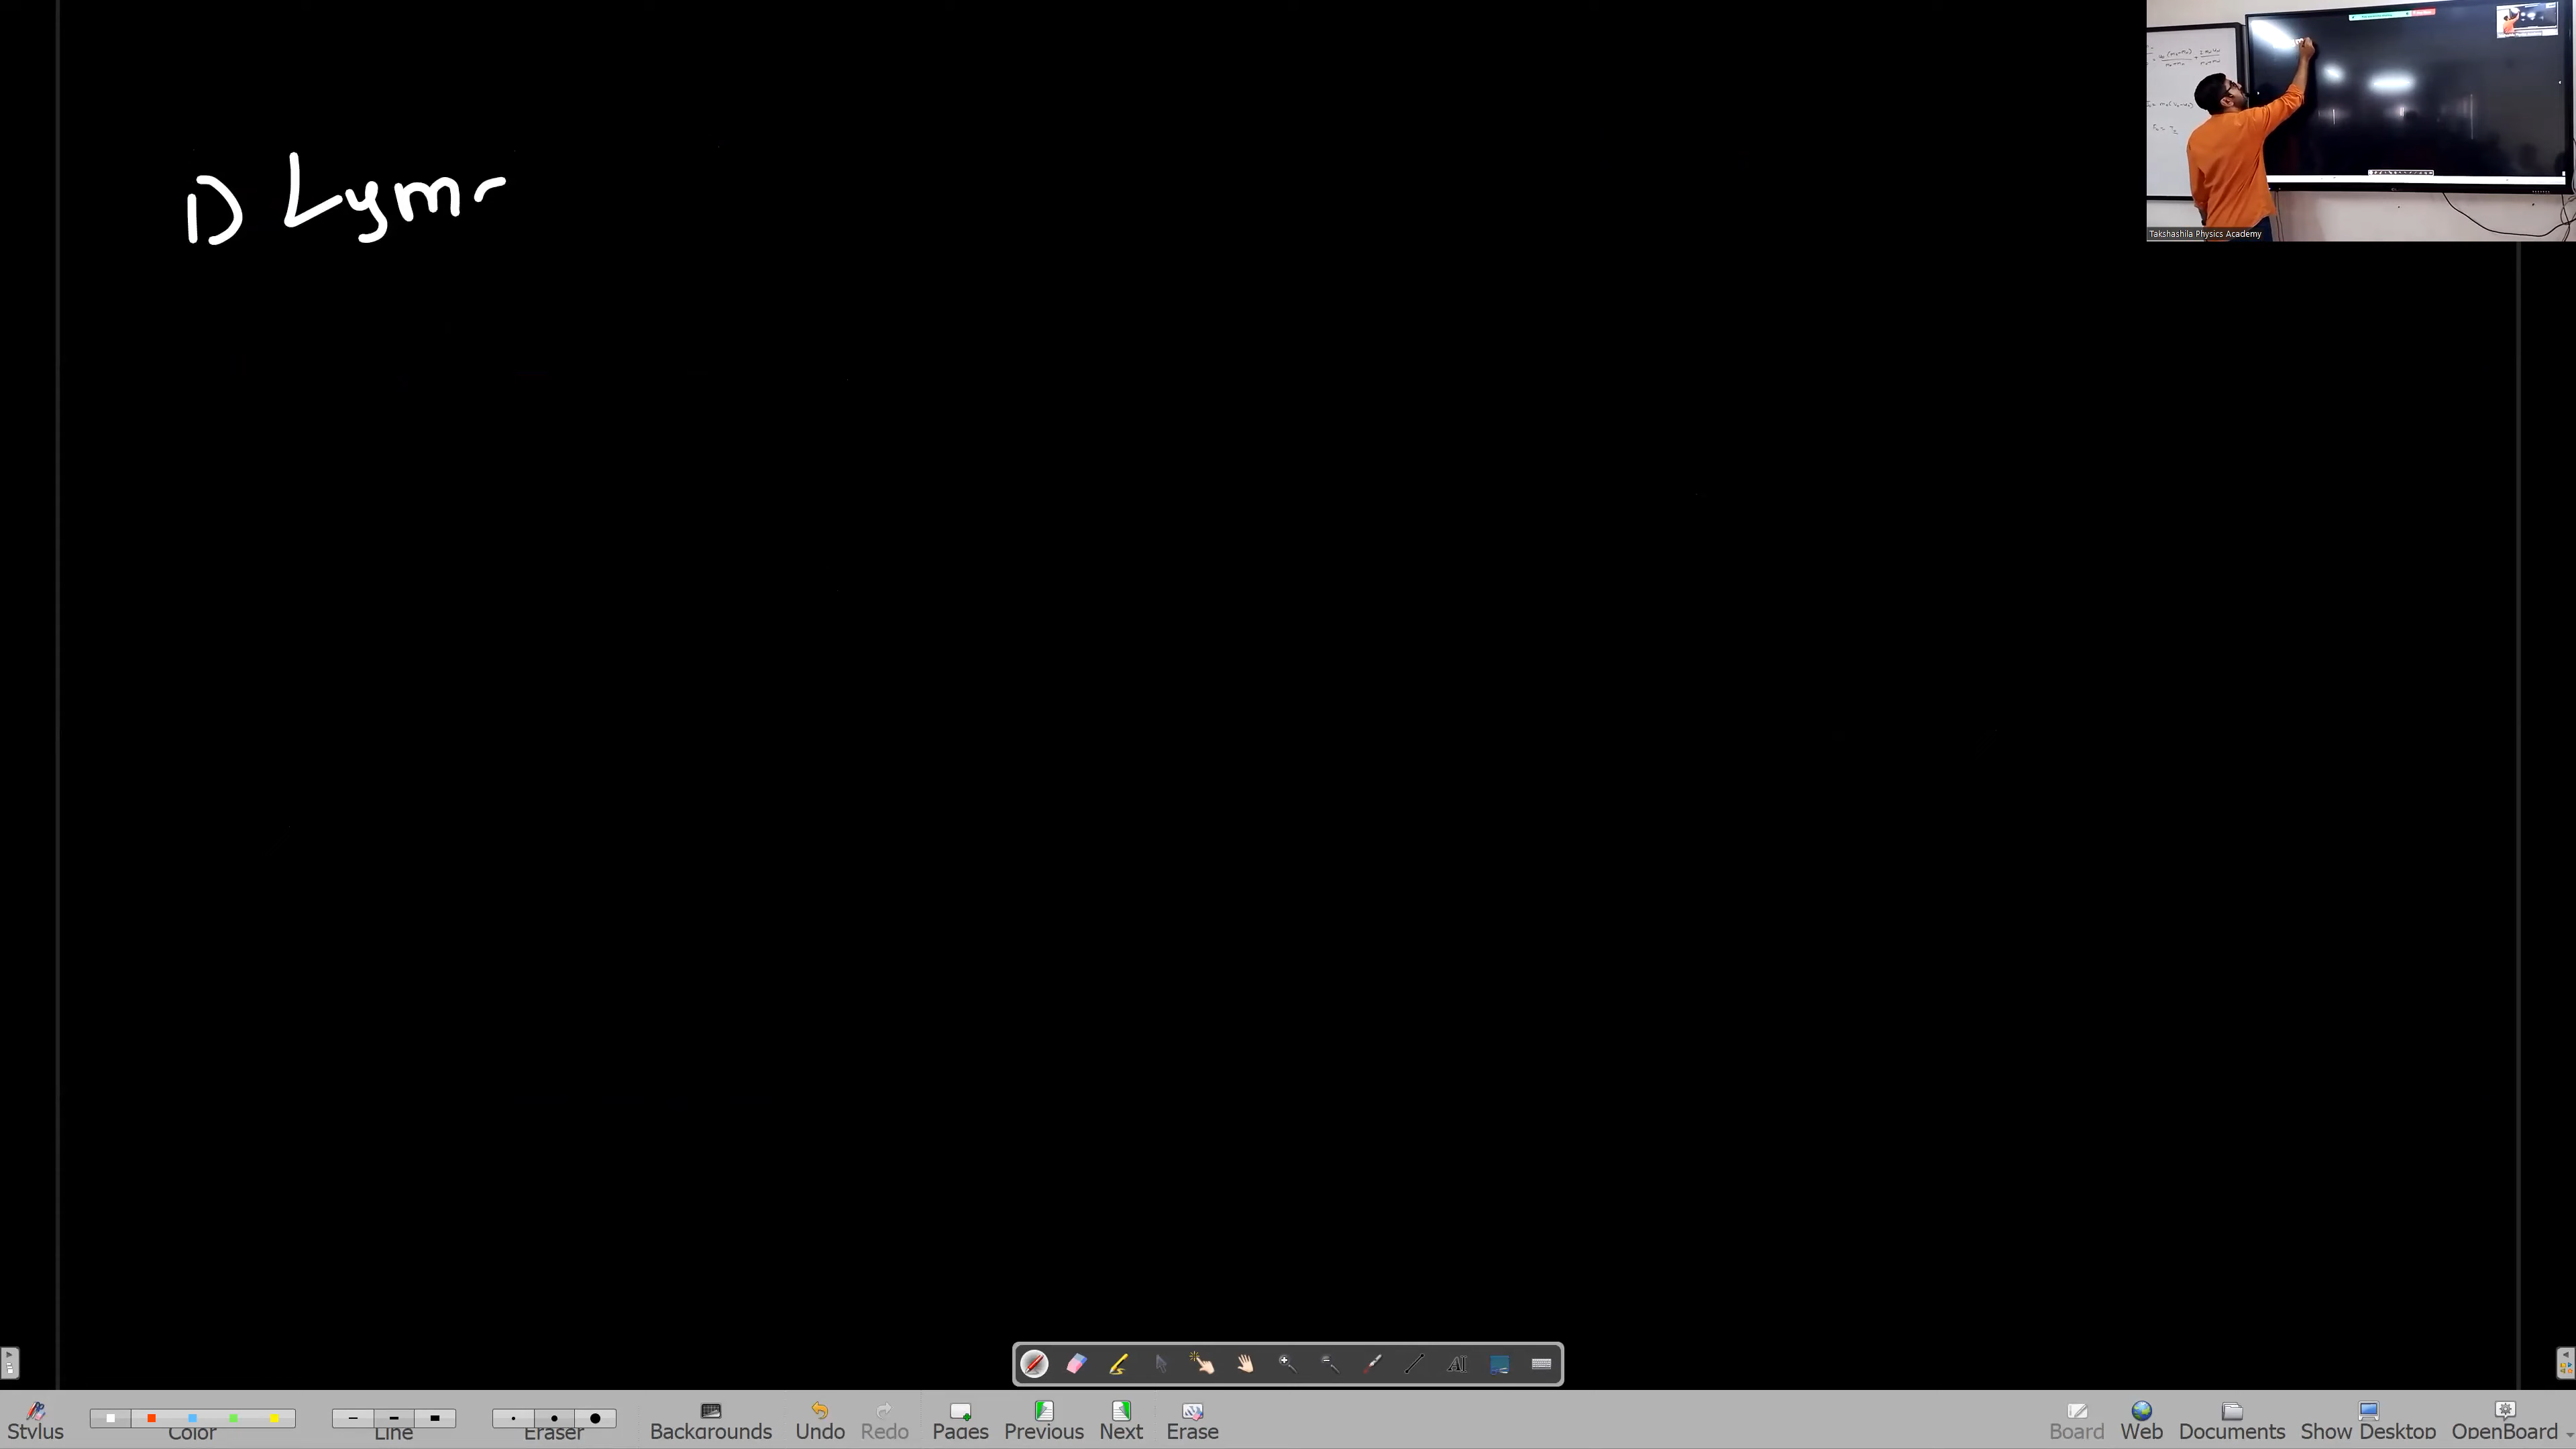 1) Lym
Takshashila Physics Academy
Stylus
Color
Line
Eraser
Backgrounds
Undo
Redo
Pages
Previous
Next
Erase
Board
Web
Documents
Show Desktop
OpenBoard